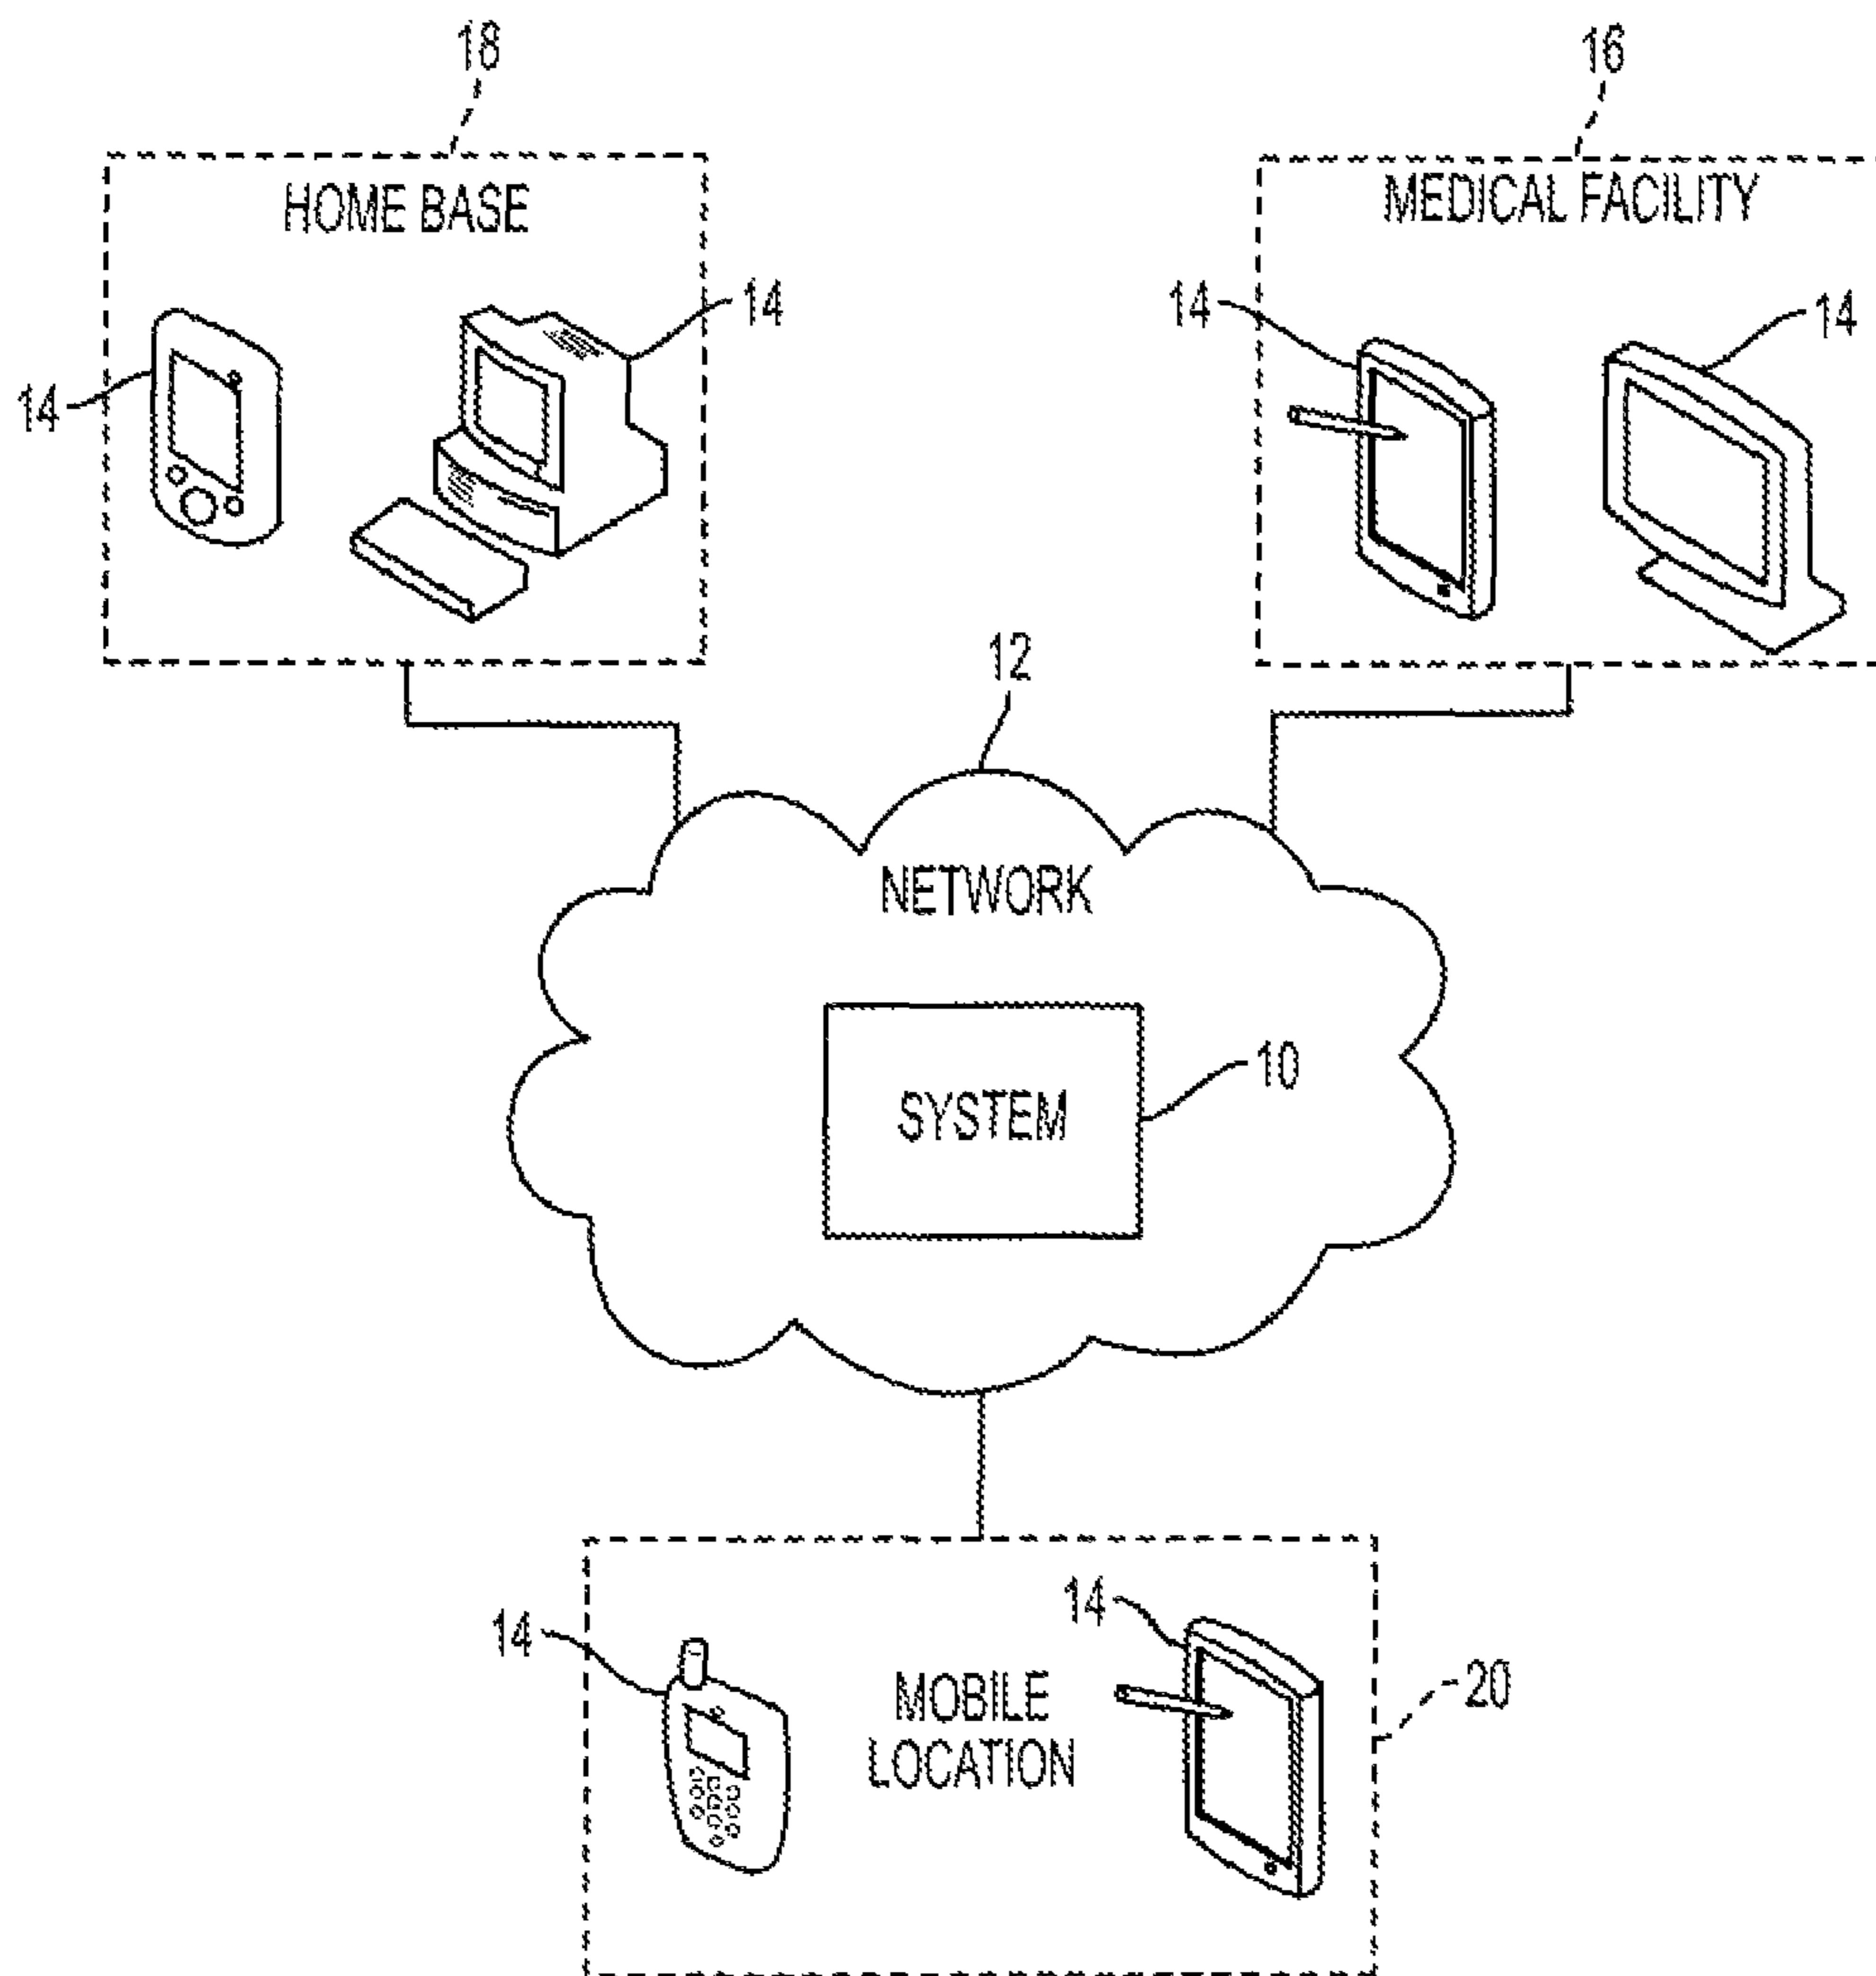 18
16
HOME BASE
MEDICAL FACILITY
14
14
14
14
12
NETWORK
SYSTEM
10
14
14
MOBILE
LOCATION
20